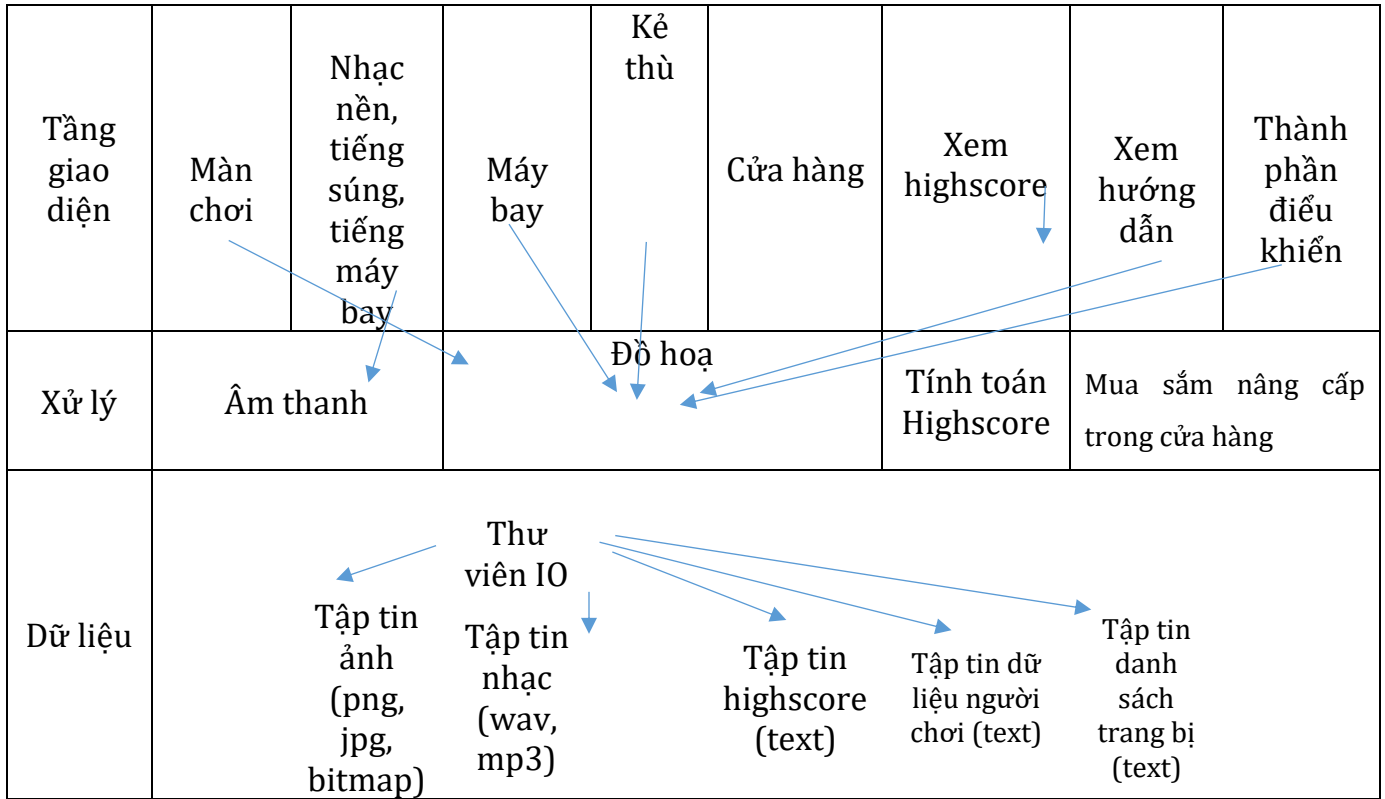 Tầng
giao
diện
Màn
chơi
Nhạc
nền,
tiếng
súng,
tiếng
máy
bay
Máy
bay
Kẻ
thù
Cửa hàng
Xem
highscore
Xem
hướng
dẫn
Thành
phần
điểu
khiển
Xử lý
Âm thanh
Đồ hoạ
Tính toán
Highscore
Mua sắm nâng cấp
trong cửa hàng
Dữ liệu
Thư
viên IO
Tập tin
ảnh
(png,
jpg,
bitmap)
Tập tin
nhạc
(wav,
mp3)
Tập tin
highscore
(text)
Tập tin dữ
liệu người
chơi (text)
Tập tin
danh
sách
trang bị
(text)